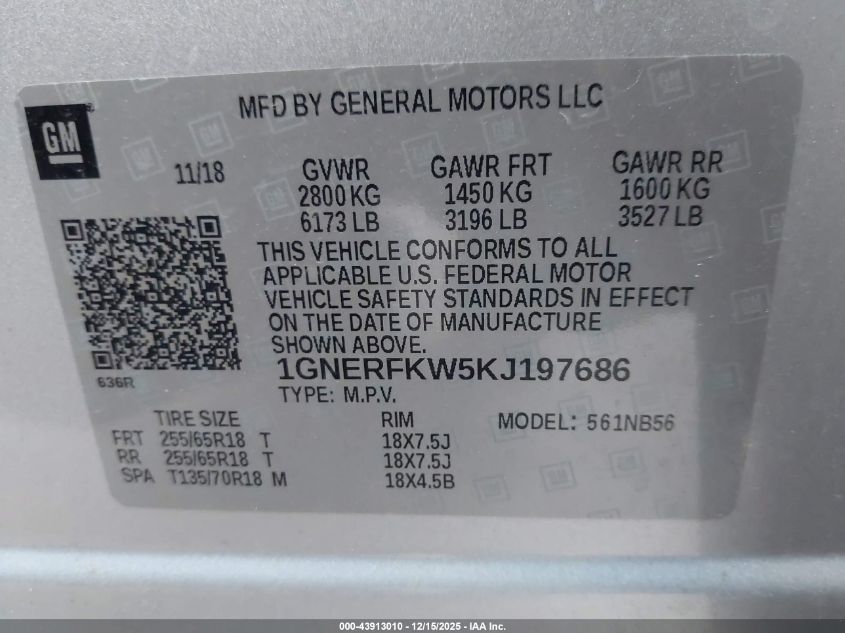 MFD BY GENERAL MOTORS LLC
GM
11/18 GVWR GAWR FRT GAWR RR
2800 KG 1450 KG 1600 KG
6173 LB 3196 LB 3527 LB
THIS VEHICLE CONFORMS TO ALL
APPLICABLE U.S. FEDERAL MOTOR
VEHICLE SAFETY STANDARDS IN EFFECT
ON THE DATE OF MANUFACTURE
SHOWN ABOVE.
1GNERFKW5KJ197686
636R
TYPE: M.P.V.
TIRE SIZE RIM MODEL: 561NB56
FRT 255/65R18 T 18X7.5J
RR 255/65R18 T 18X7.5J
SPA T135/70R18 M 18X4.5B
000-43913010 - 12/15/2025 - IAA Inc.